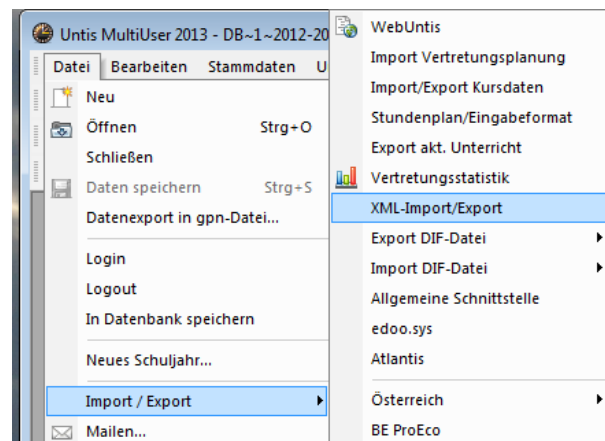 Untis MultiUser 2013 - DB~1~2012-20
Datei Bearbeiten Stammdaten U
Neu
Öffnen Strg+O
Schließen
Daten speichern Strg+S
Datenexport in gpn-Datei...
Login
Logout
In Datenbank speichern
Neues Schuljahr...
Import / Export
Mailen...
WebUntis
Import Vertretungsplanung
Import/Export Kursdaten
Stundenplan/Eingabeformat
Export akt. Unterricht
Vertretungsstatistik
XML-Import/Export
Export DIF-Datei
Import DIF-Datei
Allgemeine Schnittstelle
edoo.sys
Atlantis
Österreich
BE ProEco